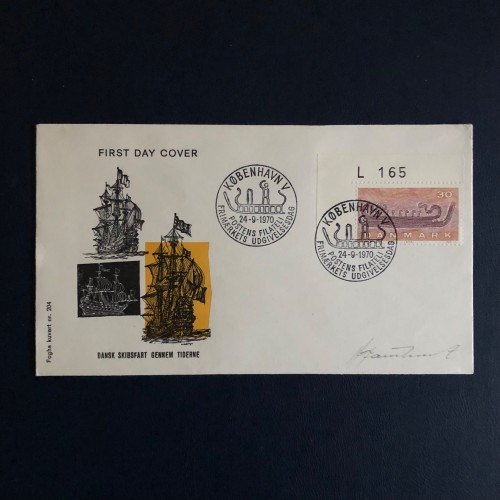 FIRST DAY COVER
KØBENHAVN V
24-9-1970
POSTENS FILATELI
FRIMÆRKETS UDGIVELSESDAG
L 165
30
DANMARK
KØBENHAVN V
24-9-1970
POSTENS FILATELI
FRIMÆRKETS UDGIVELSESDAG
DANSK SKIBSFART GENNEM TIDERNE
Foghs kuvert nr. 204